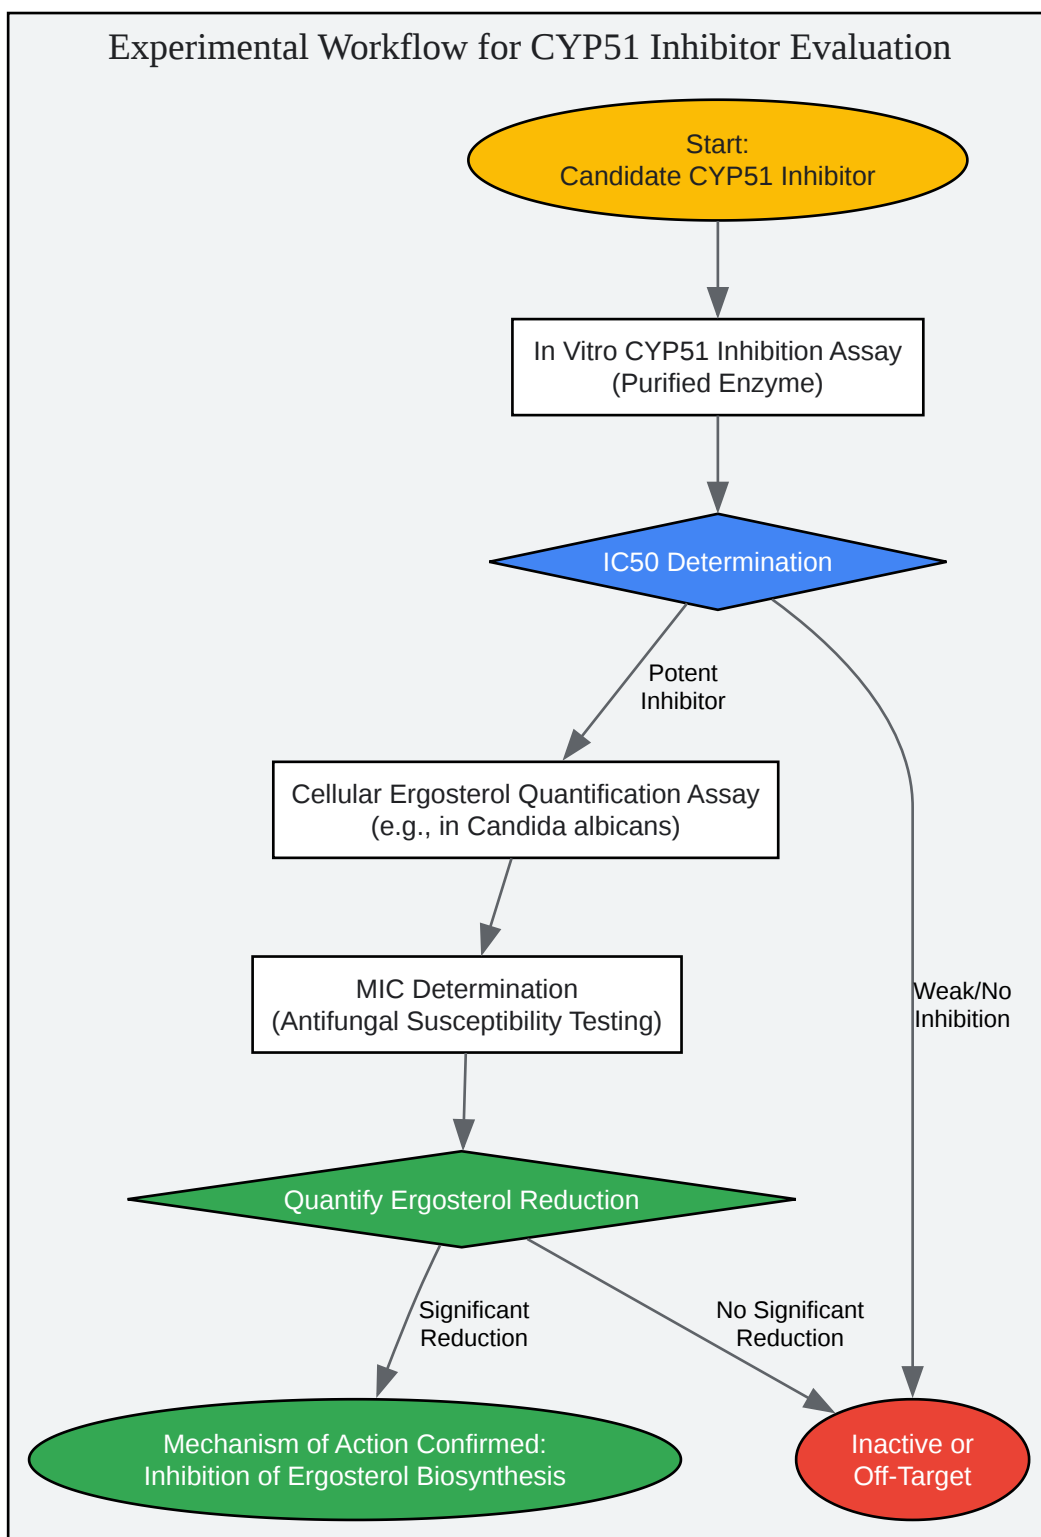 Experimental Workflow for CYP51 Inhibitor Evaluation
Start:
Candidate CYP51 Inhibitor
In Vitro CYP51 Inhibition Assay
(Purified Enzyme)
IC50 Determination
Potent
Inhibitor
Cellular Ergosterol Quantification Assay
(e.g., in Candida albicans)
MIC Determination
(Antifungal Susceptibility Testing)
Weak/No
Inhibition
Quantify Ergosterol Reduction
Significant
Reduction
No Significant
Reduction
Mechanism of Action Confirmed:
Inhibition of Ergosterol Biosynthesis
Inactive or
Off-Target